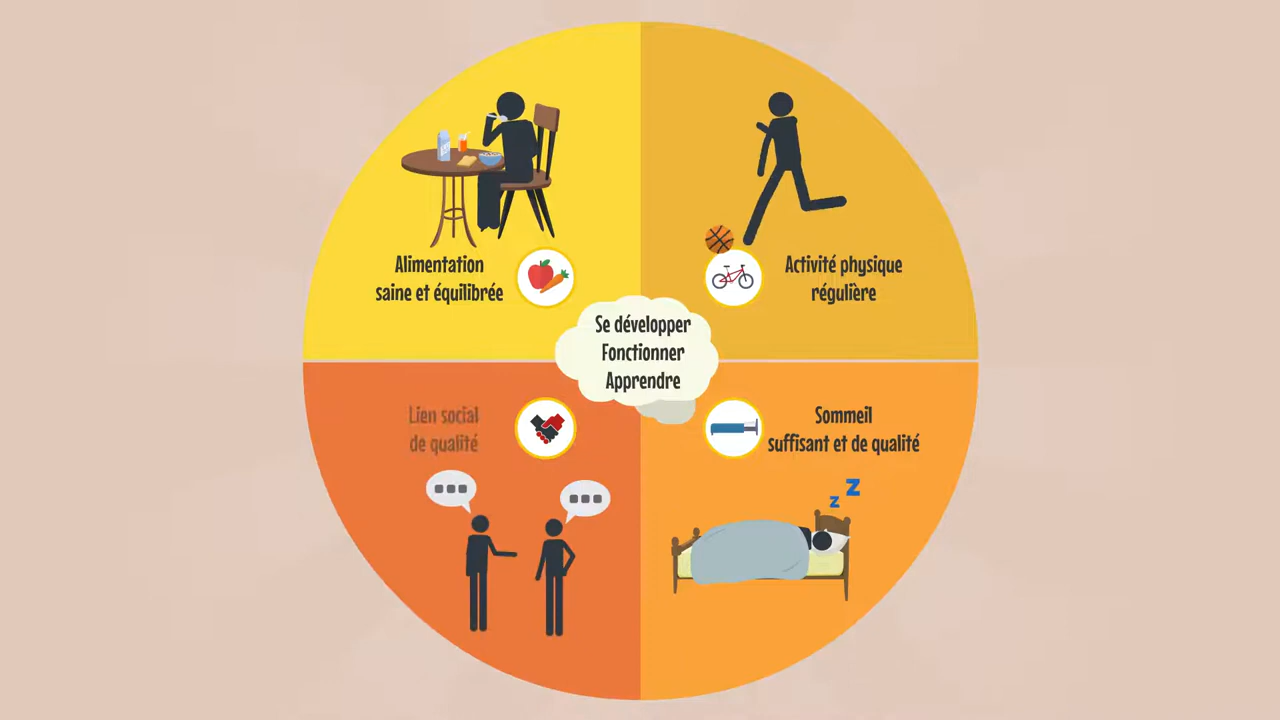 Alimentation
saine et équilibrée
Activité physique
régulière
Se développer
Fonctionner
Apprendre
Lien social
de qualité
Sommeil
suffisant et de qualité
z
Z